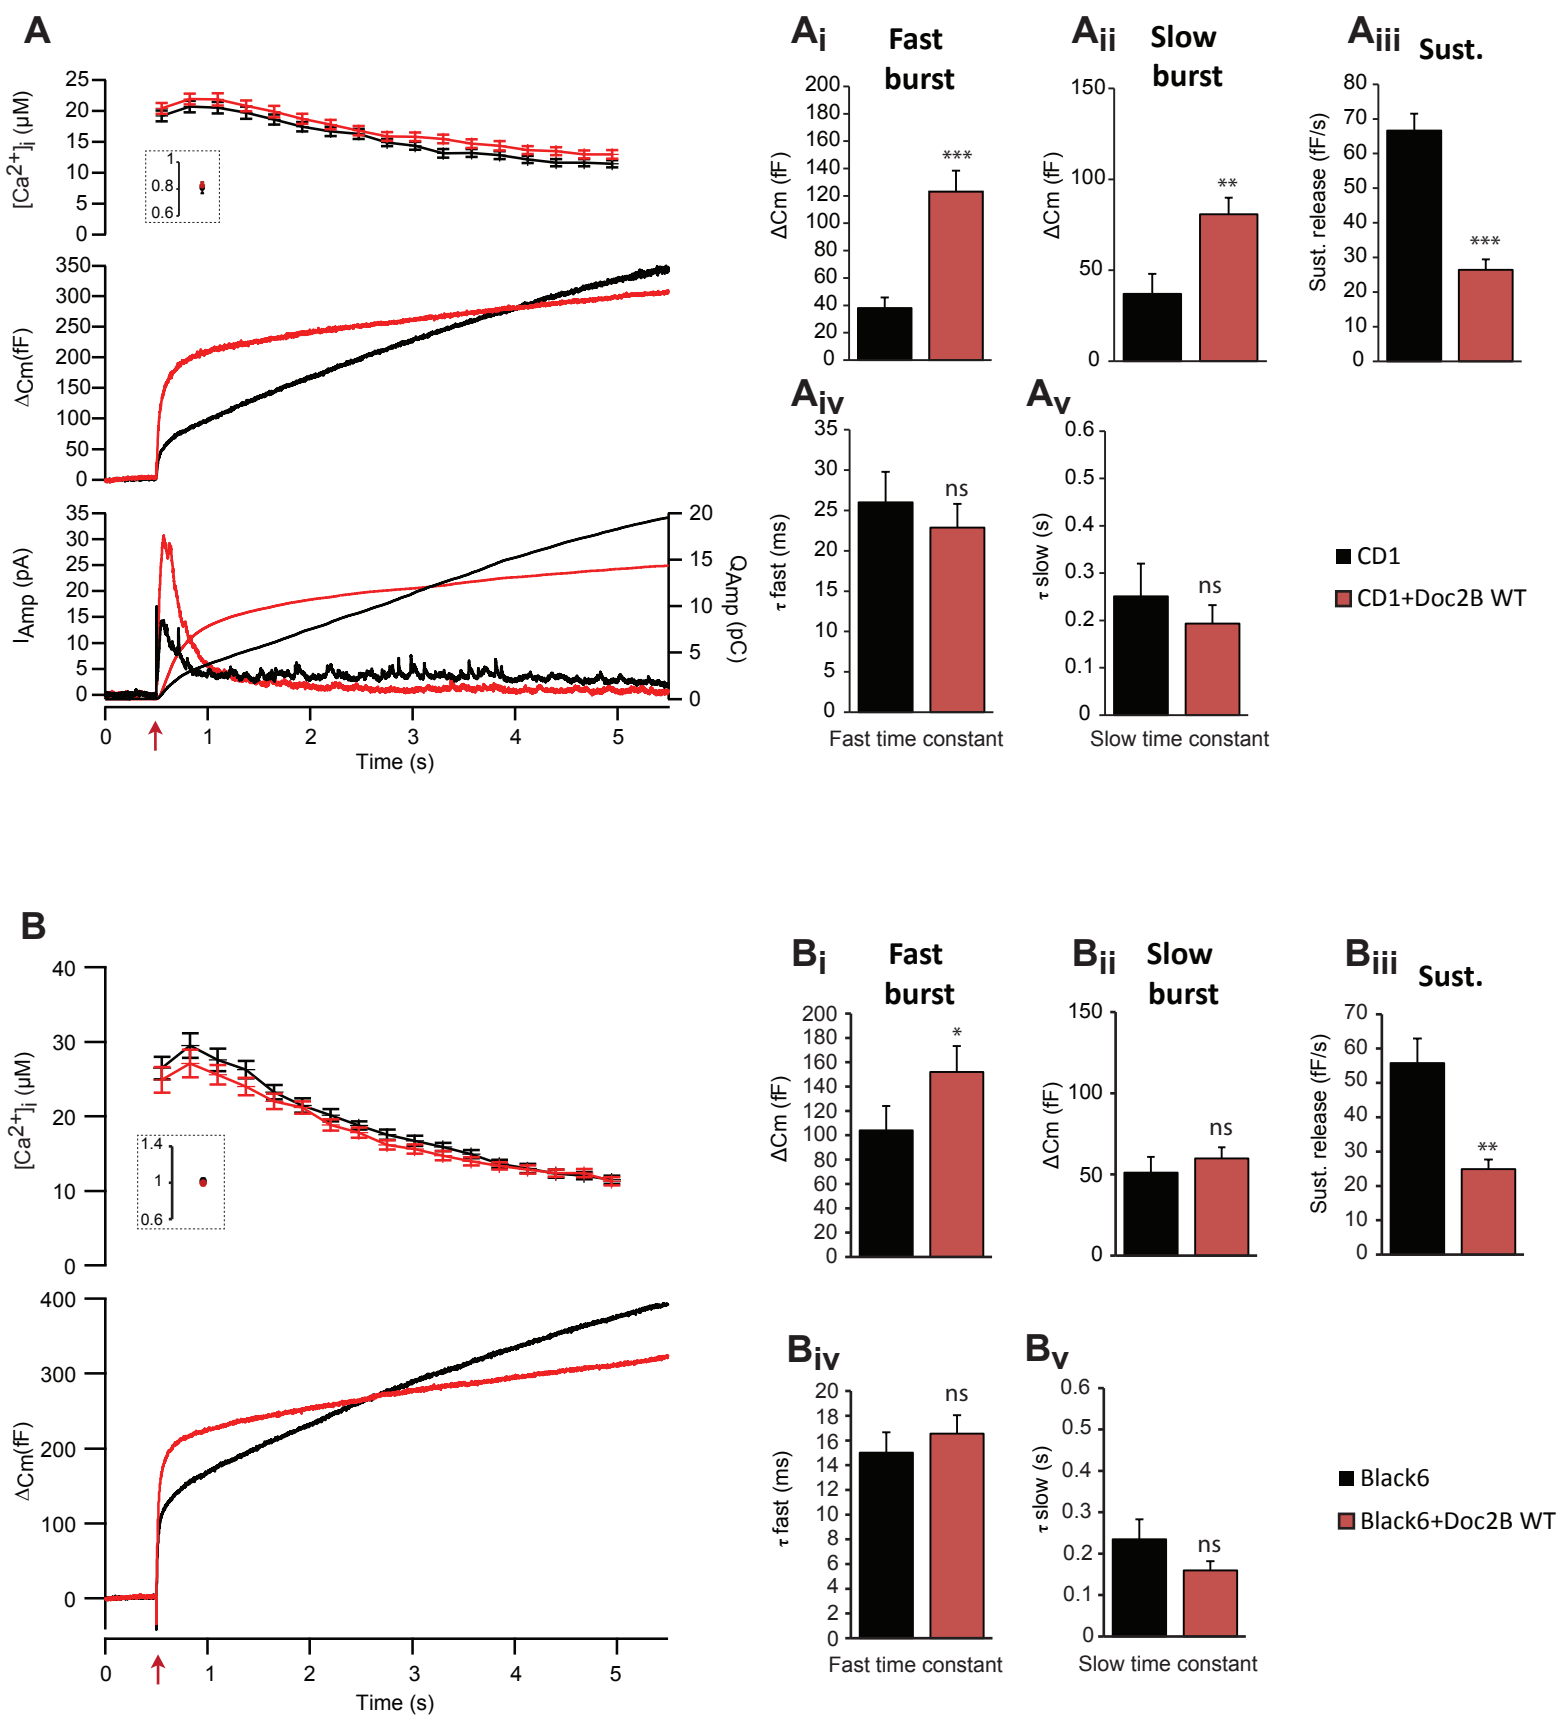 A
[Ca2+]i (µM)
25
20
15
10
5
0
1
0.8
0.6
ΔCm(fF)
350
300
250
200
150
100
50
0
IAmp (pA)
35
30
25
20
15
10
5
0
20
15
10
5
0
QAmp (pC)
0 1 2 3 4 5
Time (s)
Ai Fast
burst
ΔCm (fF)
200
180
160
140
120
100
80
60
40
20
0
***
Aii Slow
burst
ΔCm (fF)
150
100
50
0
**
Aiii Sust.
Sust. release (fF/s)
80
70
60
50
40
30
20
10
0
***
Aiv
τ fast (ms)
35
30
25
20
15
10
5
0
ns
Fast time constant
Av
τ slow (s)
0.6
0.5
0.4
0.3
0.2
0.1
0
ns
Slow time constant
CD1
CD1+Doc2B WT
B
[Ca2+]i (µM)
40
30
20
10
0
1.4
1
0.6
ΔCm(fF)
400
300
200
100
0
0 1 2 3 4 5
Time (s)
Bi Fast
burst
ΔCm (fF)
200
180
160
140
120
100
80
60
40
20
0
*
Bii Slow
burst
ΔCm (fF)
150
100
50
0
ns
Biii Sust.
Sust. release (fF/s)
70
60
50
40
30
20
10
0
**
Biv
τ fast (ms)
20
18
16
14
12
10
8
6
4
2
0
ns
Fast time constant
Bv
τ slow (s)
0.6
0.5
0.4
0.3
0.2
0.1
0
ns
Slow time constant
Black6
Black6+Doc2B WT